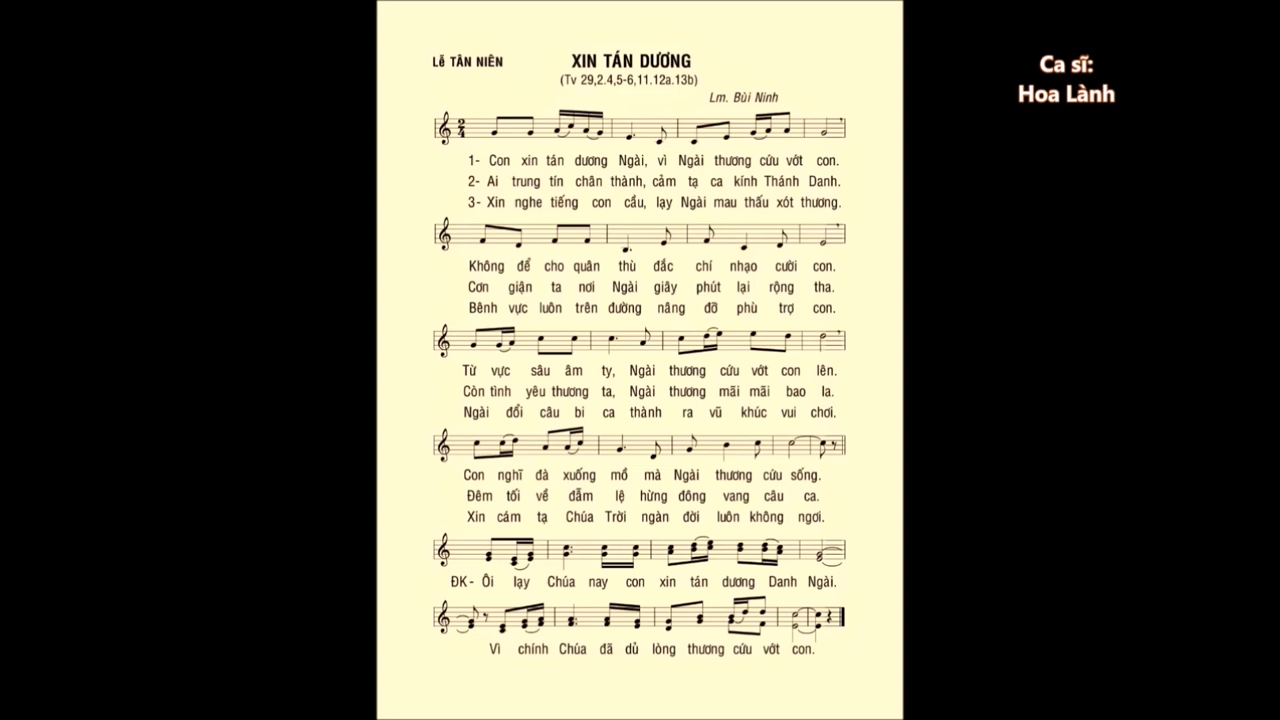 Lễ TÂN NIÊN
XIN TÁN DƯƠNG
(Tv 29,2.4,5-6,11.12a.13b)
Lm. Bùi Ninh
Ca sĩ:
Hoa Lành
2
4
1- Con xin tán dương Ngài, vì Ngài thương cứu vớt con.
2- Ai trung tín chân thành, cảm tạ ca kính Thánh Danh.
3- Xin nghe tiếng con cầu, lạy Ngài mau thấu xót thương.
Không để cho quân thù đắc chí nhạo cười con.
Cơn giận ta nơi Ngài giây phút lại rộng tha.
Bênh vực luôn trên đường nâng đỡ phù trợ con.
Từ vực sâu âm ty, Ngài thương cứu vớt con lên.
Còn tình yêu thương ta, Ngài thương mãi mãi bao la.
Ngài đổi câu bi ca thành ra vũ khúc vui chơi.
Con nghĩ đà xuống mồ mà Ngài thương cứu sống.
Đêm tối về dẫm lệ hừng đông vang câu ca.
Xin cám tạ Chúa Trời ngàn đời luôn không ngơi.
ĐK- Ôi lạy Chúa nay con xin tán dương Danh Ngài.
Vì chính Chúa đã dủ lòng thương cứu vớt con.